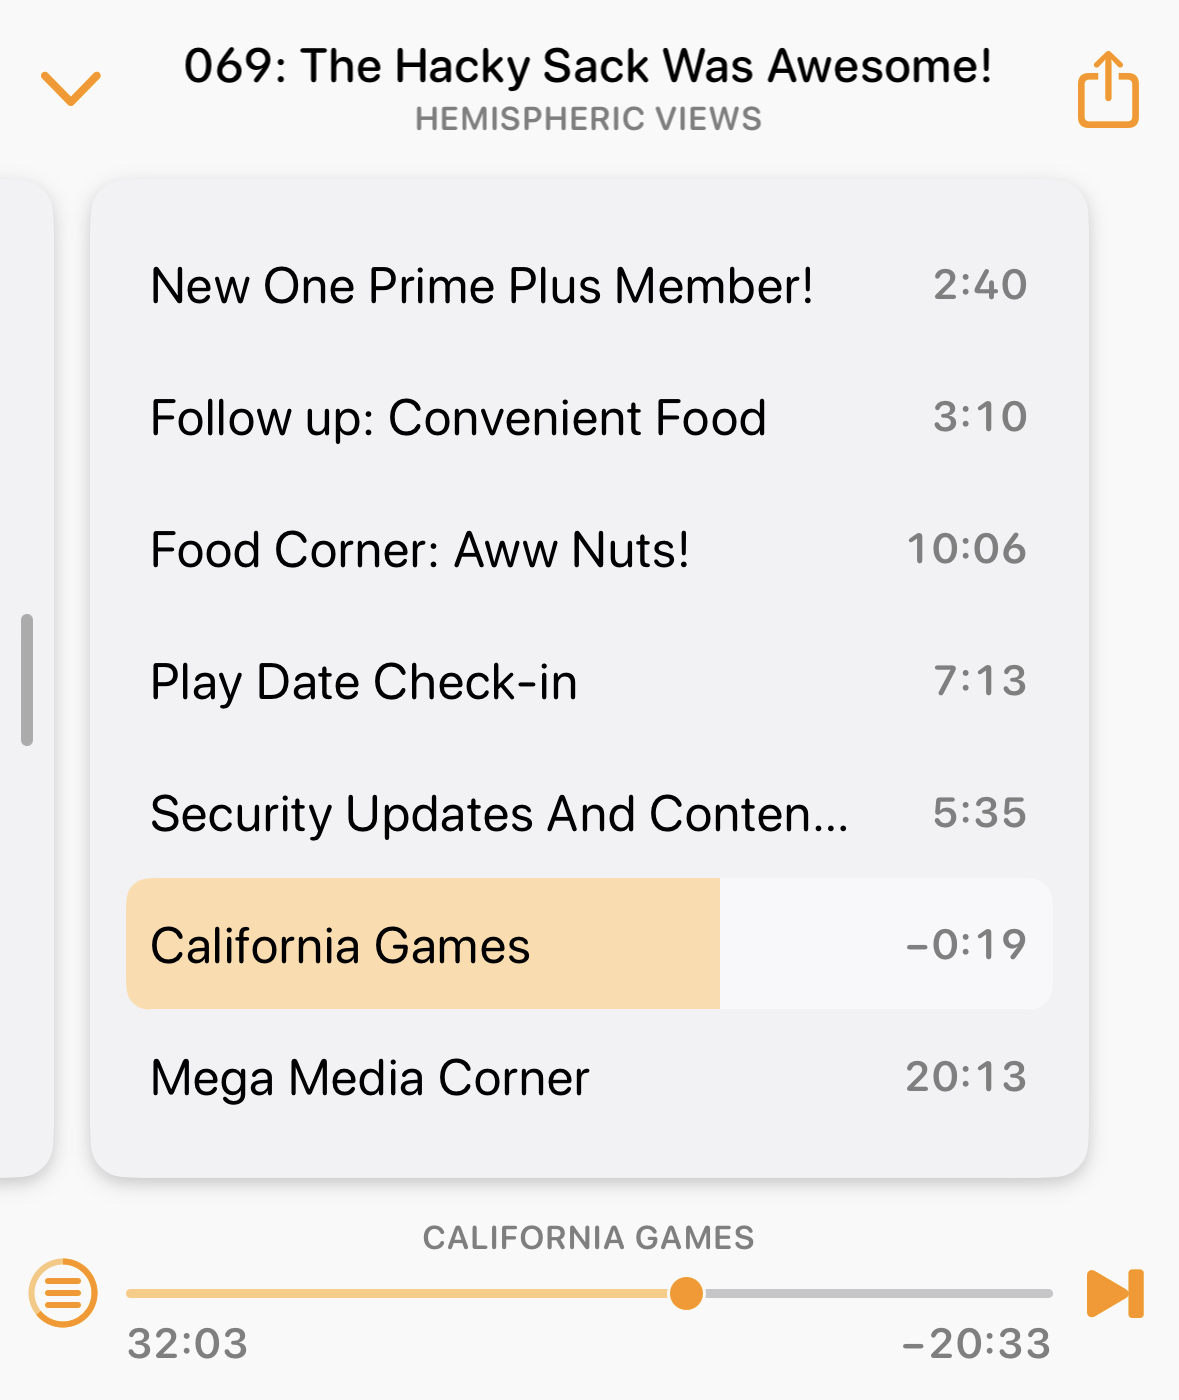 069: The Hacky Sack Was Awesome!
HEMISPHERIC VIEWS
New One Prime Plus Member! 2:40
Follow up: Convenient Food 3:10
Food Corner: Aww Nuts! 10:06
Play Date Check-in 7:13
Security Updates And Conten... 5:35
California Games −0:19
Mega Media Corner 20:13
CALIFORNIA GAMES
32:03 −20:33